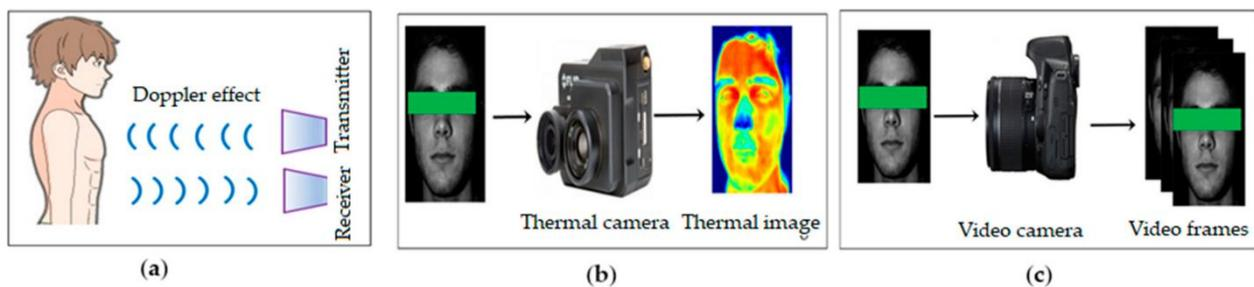 Doppler effect
Transmitter
Receiver
(a)
Thermal camera
Thermal image
(b)
Video camera
Video frames
(c)